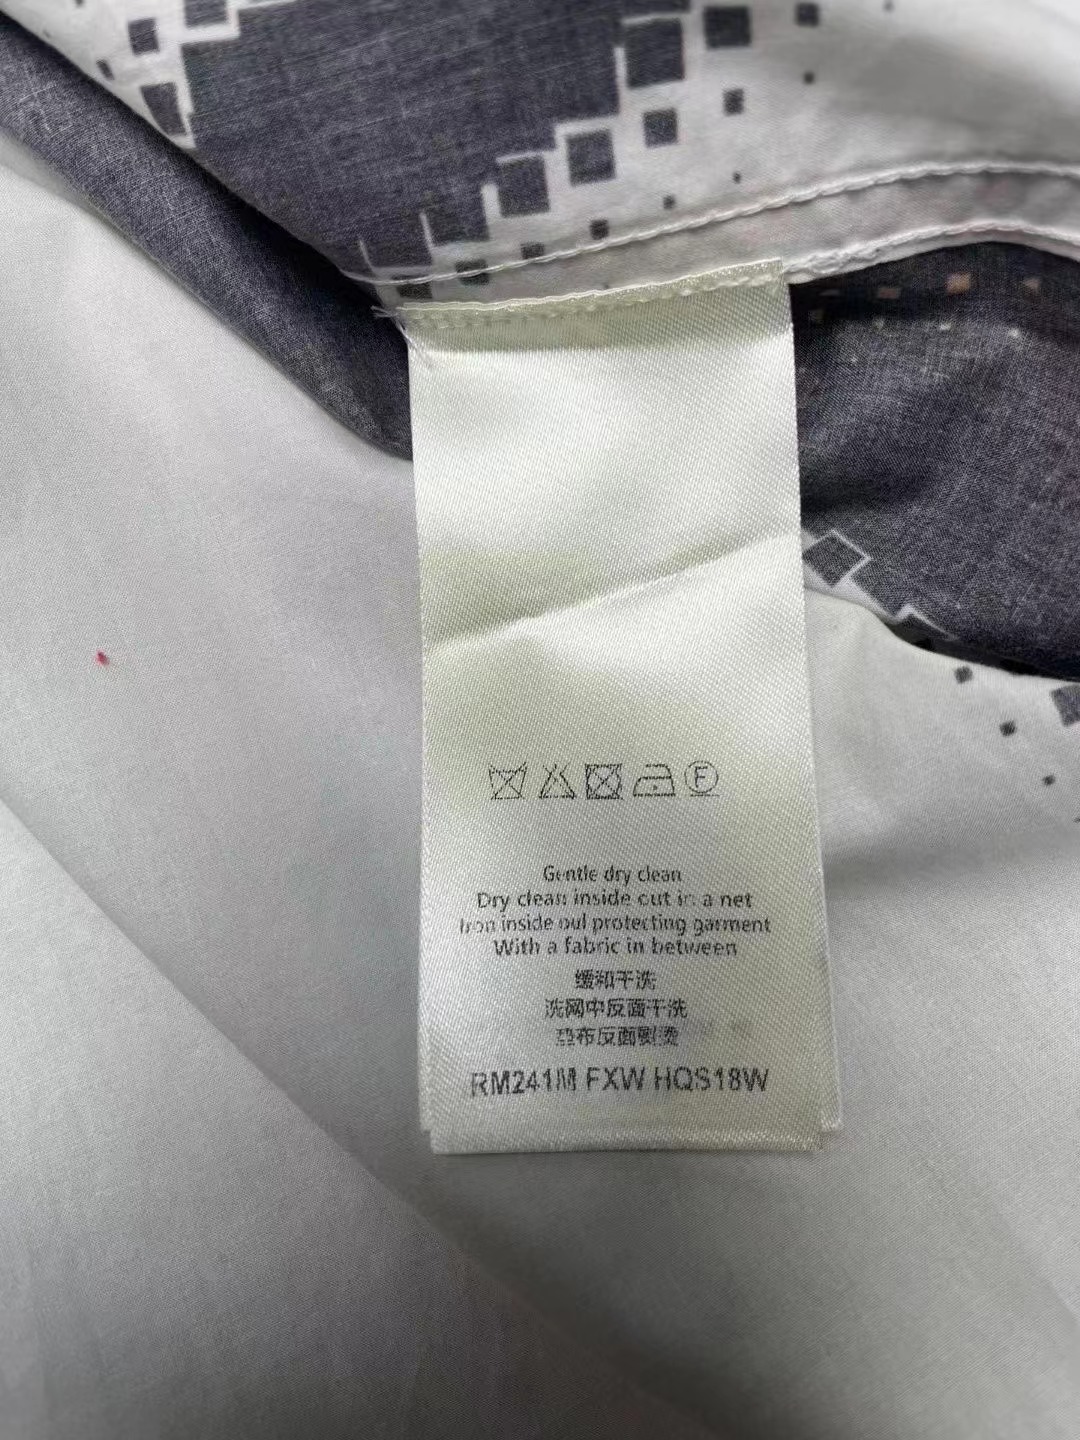 Gentle dry clean
Dry clean inside out in a net
Iron inside oul protecting garment
With a fabric in between
缓和干洗
洗网中反面干洗
垫布反面熨烫
RM241M FXW HQS18W